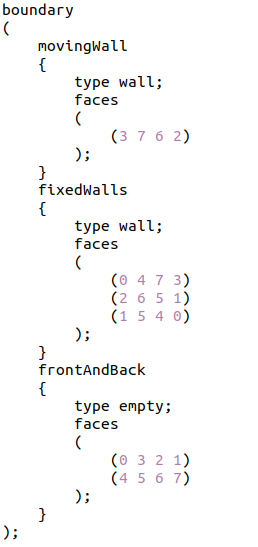 boundary
(
    movingWall
    {
        type wall;
        faces
        (
            (3 7 6 2)
        );
    }
    fixedWalls
    {
        type wall;
        faces
        (
            (0 4 7 3)
            (2 6 5 1)
            (1 5 4 0)
        );
    }
    frontAndBack
    {
        type empty;
        faces
        (
            (0 3 2 1)
            (4 5 6 7)
        );
    }
);